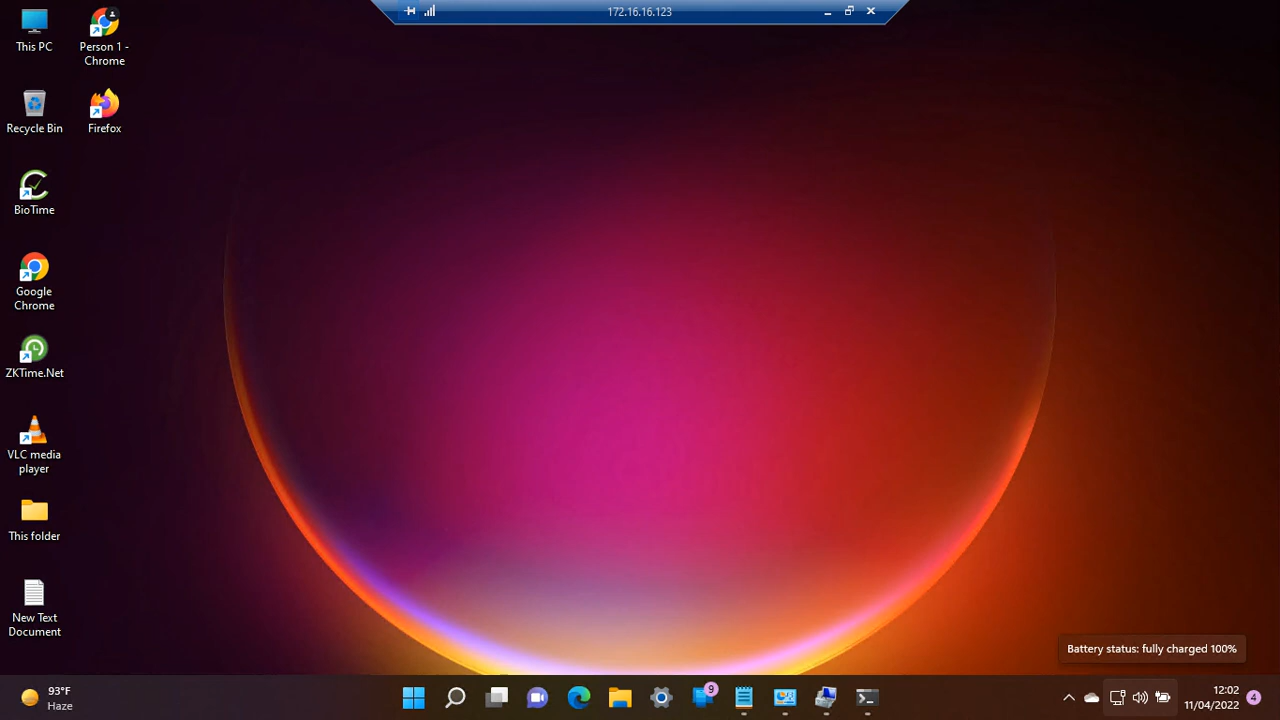 172.16.16.123
This PC
Person 1 -
Chrome
Recycle Bin
Firefox
BioTime
Google
Chrome
ZKTime.Net
VLC media
player
This folder
New Text
Document
Battery status: fully charged 100%
93°F
Haze
9
12:02
11/04/2022
4